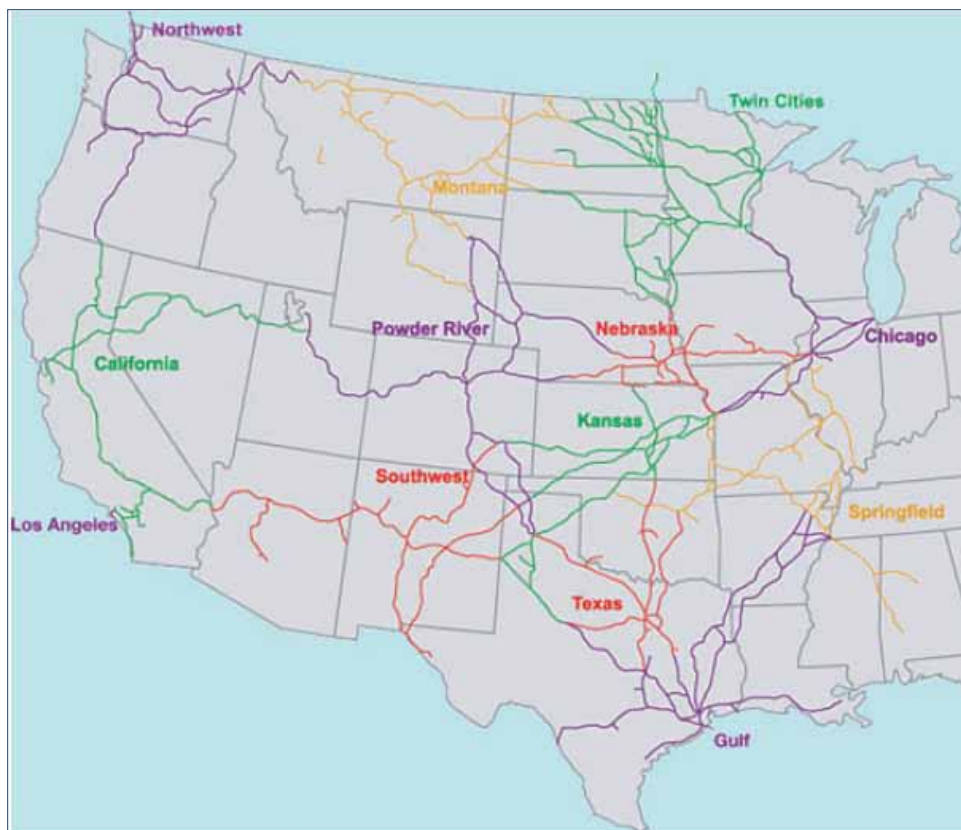 Northwest
Twin Cities
Montana
Powder River
Nebraska
Chicago
California
Kansas
Southwest
Los Angeles
Springfield
Texas
Gulf